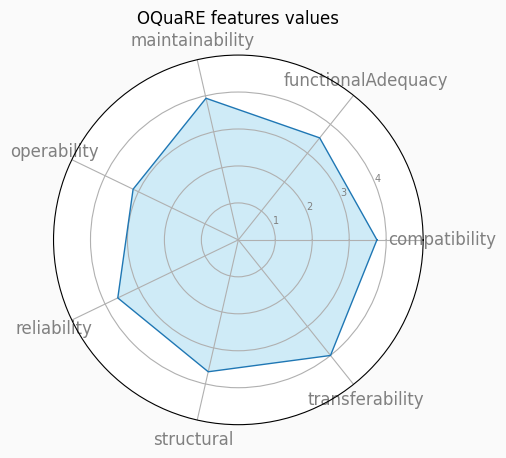 OQuaRE features values
maintainability
functionalAdequacy
operability
4
3
2
1
compatibility
reliability
transferability
structural